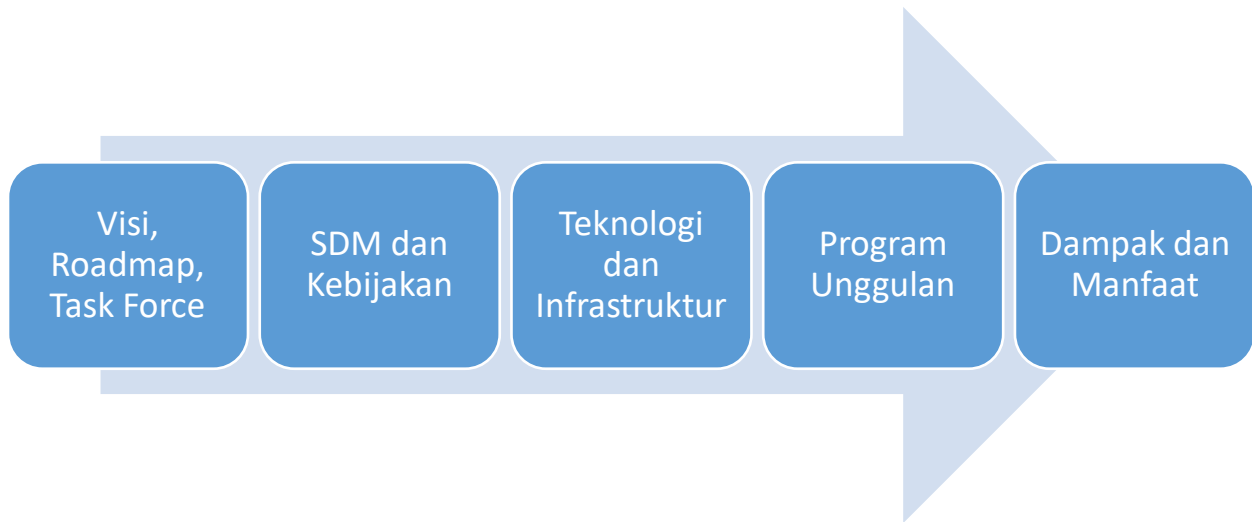 Visi,
Roadmap,
Task Force
SDM dan
Kebijakan
Teknologi
dan
Infrastruktur
Program
Unggulan
Dampak dan
Manfaat